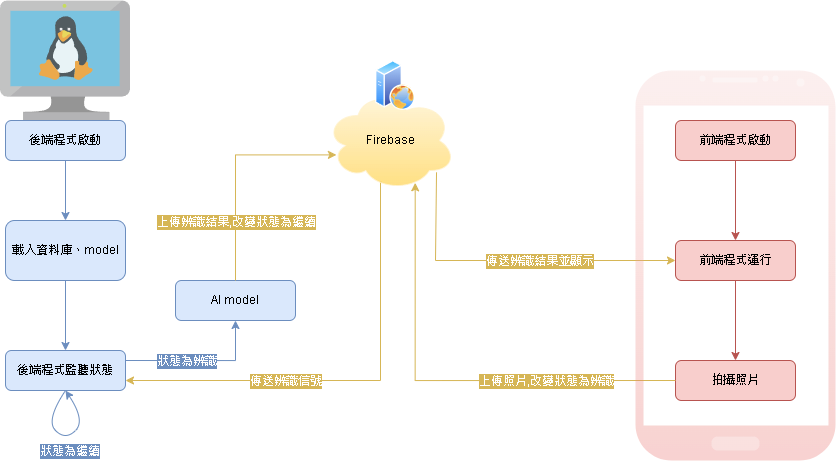 Firebase
後端程式啟動
前端程式啟動
上傳辨識結果,改變狀態為繼續
載入資料庫、model
傳送辨識結果並顯示
前端程式運行
AI model
狀態為辨識
後端程式監聽狀態
傳送辨識信號
上傳照片,改變狀態為辨識
拍攝照片
狀態為繼續